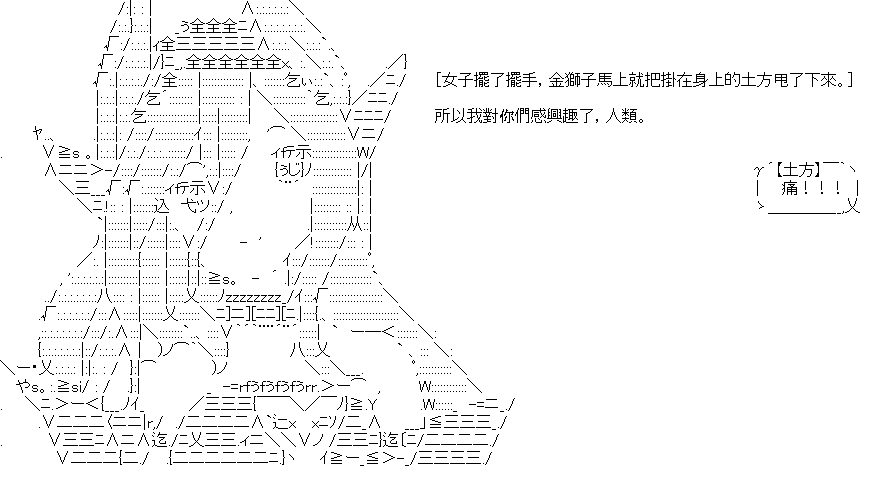 [女子擺了擺手，金獅子馬上就把掛在身上的土方甩了下來。]
所以我對你們感興趣了，人類。
【土方】
痛！！！